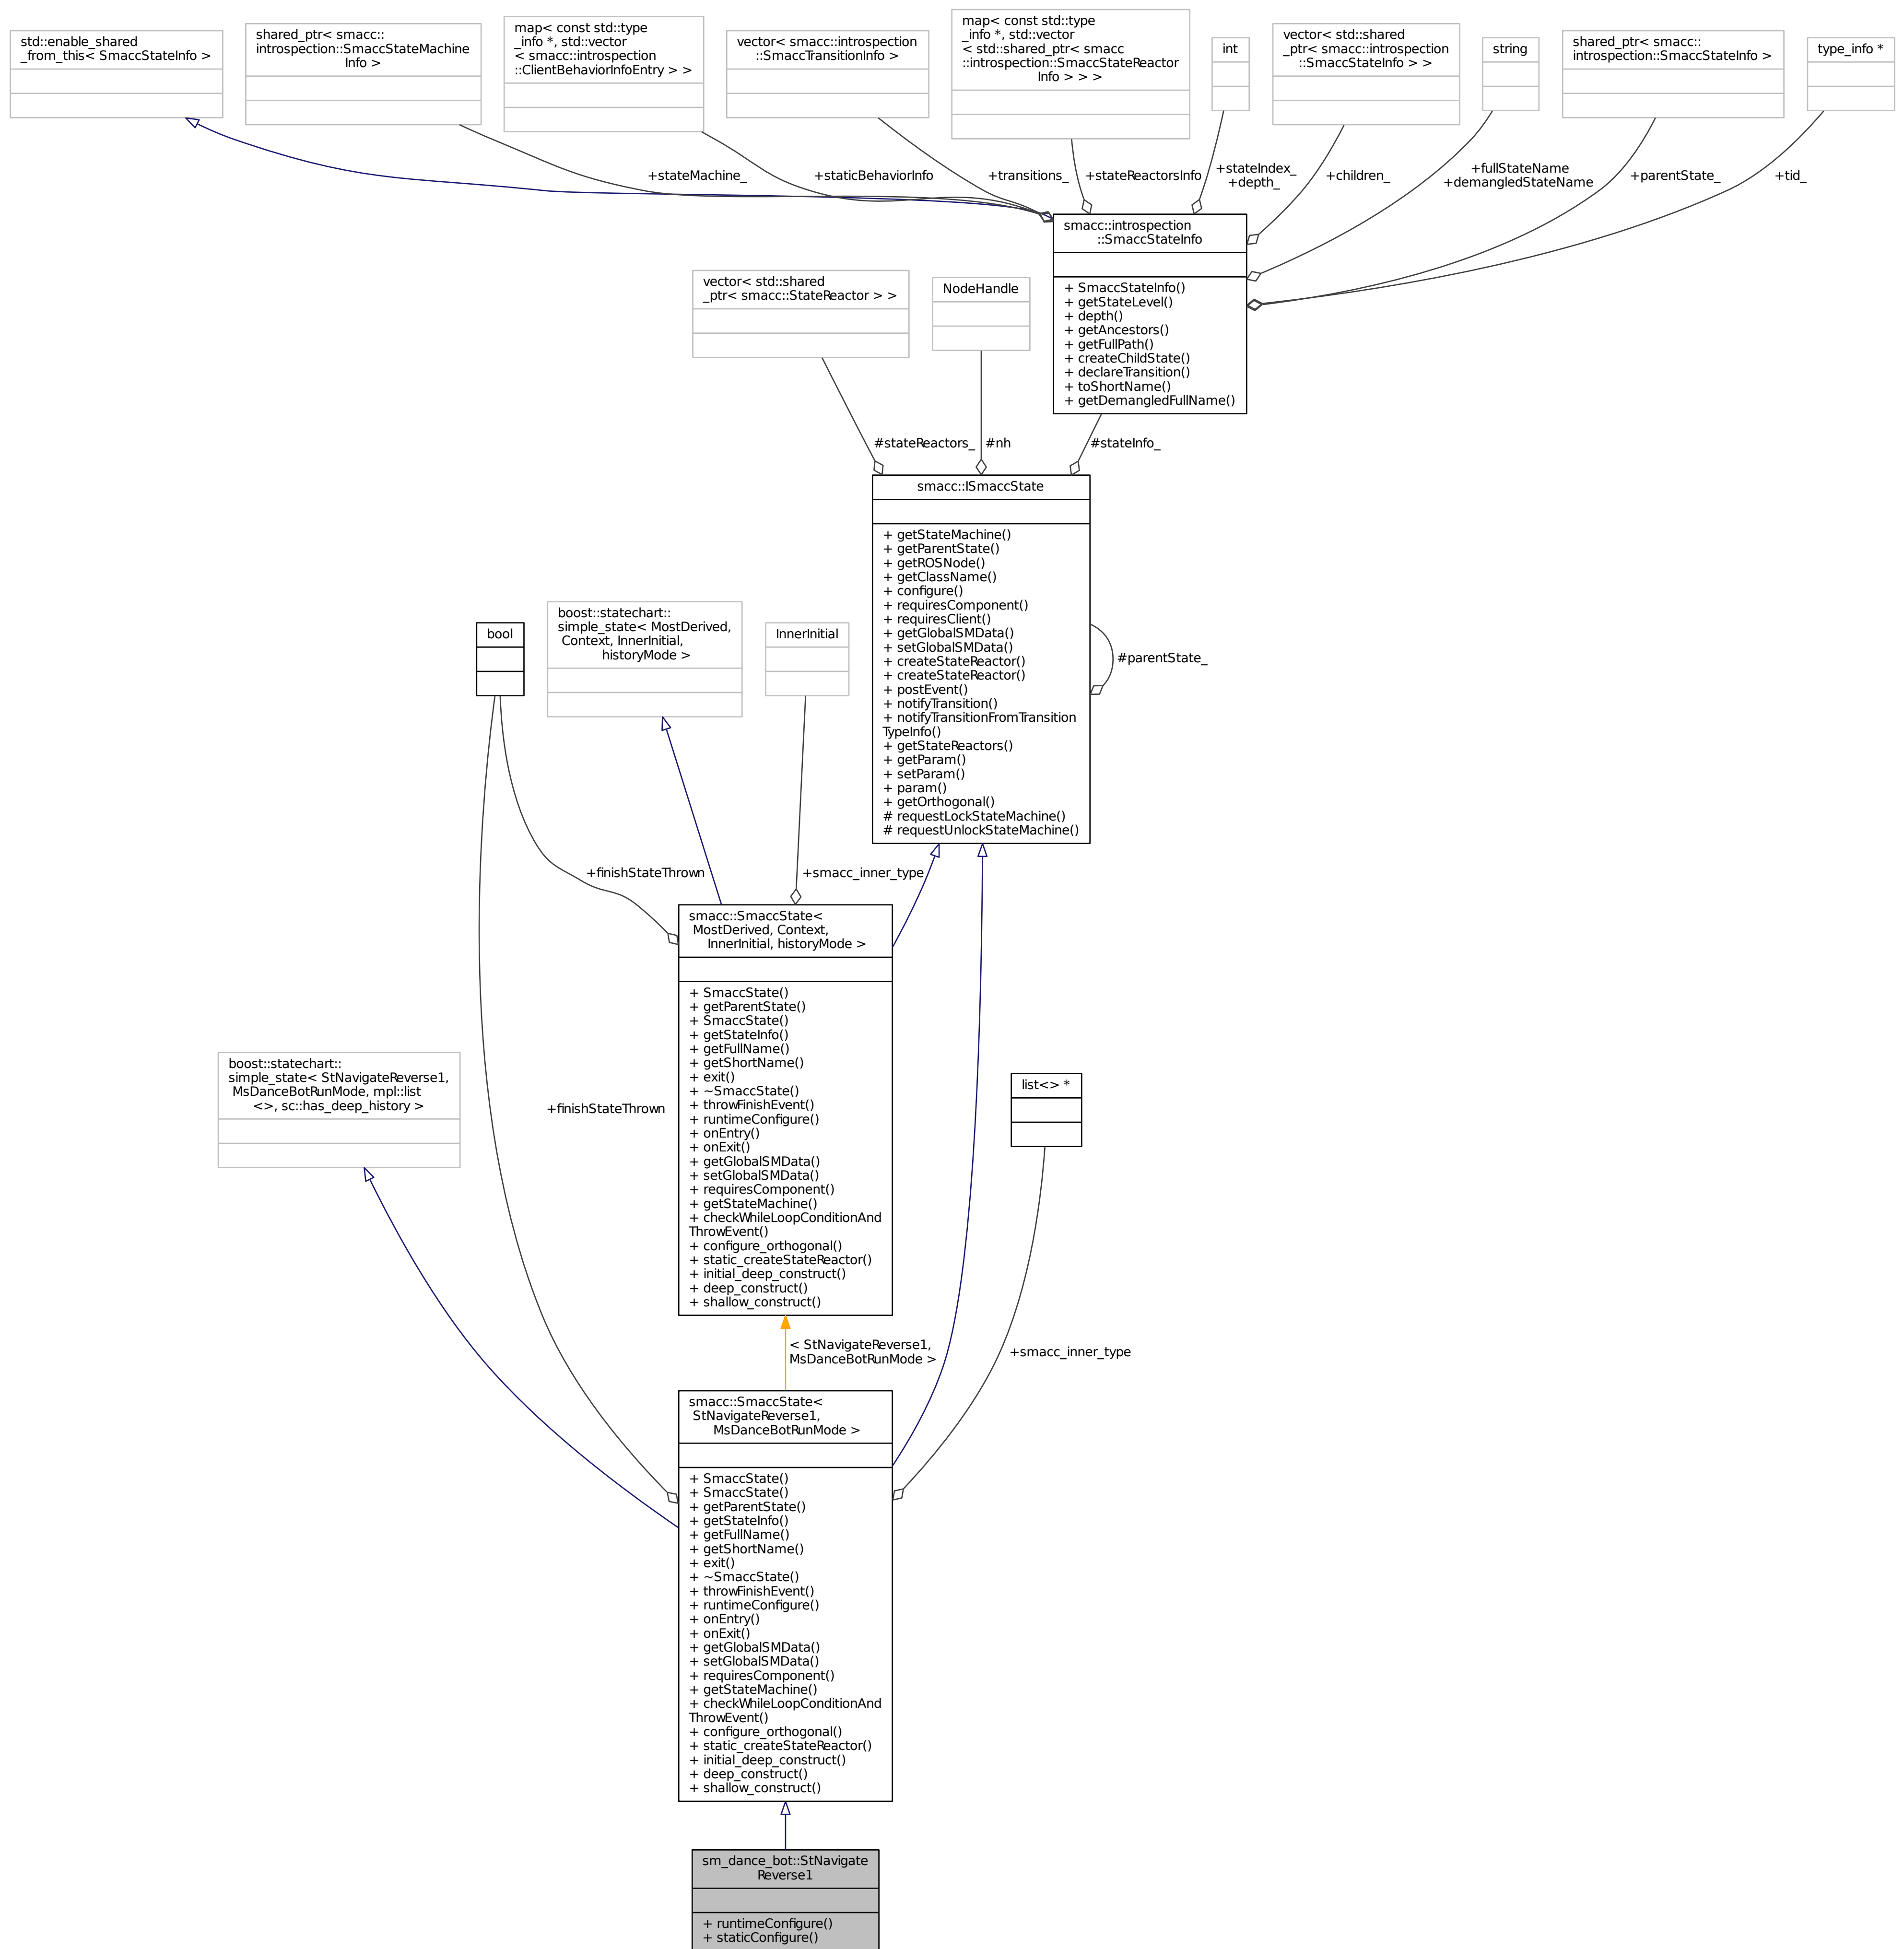 std::enable_shared
_from_this< SmaccStateInfo >
shared_ptr< smacc::
introspection::SmaccStateMachine
Info >
map< const std::type
_info *, std::vector
< smacc::introspection
::ClientBehaviorInfoEntry > >
vector< smacc::introspection
::SmaccTransitionInfo >
map< const std::type
_info *, std::vector
< std::shared_ptr< smacc
::introspection::SmaccStateReactor
Info > > >
int
vector< std::shared
_ptr< smacc::introspection
::SmaccStateInfo > >
string
shared_ptr< smacc::
introspection::SmaccStateInfo >
type_info *
+stateMachine_
+staticBehaviorInfo
+transitions_
+stateReactorsInfo
+stateIndex_
+depth_
+children_
+fullStateName
+demangledStateName
+parentState_
+tid_
smacc::introspection
::SmaccStateInfo
+ SmaccStateInfo()
+ getStateLevel()
+ depth()
+ getAncestors()
+ getFullPath()
+ createChildState()
+ declareTransition()
+ toShortName()
+ getDemangledFullName()
vector< std::shared
_ptr< smacc::StateReactor > >
NodeHandle
#stateReactors_
#nh
#stateInfo_
smacc::ISmaccState
+ getStateMachine()
+ getParentState()
+ getROSNode()
+ getClassName()
+ configure()
+ requiresComponent()
+ requiresClient()
+ getGlobalSMData()
+ setGlobalSMData()
+ createStateReactor()
+ createStateReactor()
+ postEvent()
+ notifyTransition()
+ notifyTransitionFromTransition
TypeInfo()
+ getStateReactors()
+ getParam()
+ setParam()
+ param()
+ getOrthogonal()
# requestLockStateMachine()
# requestUnlockStateMachine()
#parentState_
bool
boost::statechart::
simple_state< MostDerived,
Context, InnerInitial,
historyMode >
InnerInitial
+finishStateThrown
+smacc_inner_type
smacc::SmaccState<
MostDerived, Context,
InnerInitial, historyMode >
+ SmaccState()
+ getParentState()
+ SmaccState()
+ getStateInfo()
+ getFullName()
+ getShortName()
+ exit()
+ ~SmaccState()
+ throwFinishEvent()
+ runtimeConfigure()
+ onEntry()
+ onExit()
+ getGlobalSMData()
+ setGlobalSMData()
+ requiresComponent()
+ getStateMachine()
+ checkWhileLoopConditionAnd
ThrowEvent()
+ configure_orthogonal()
+ static_createStateReactor()
+ initial_deep_construct()
+ deep_construct()
+ shallow_construct()
boost::statechart::
simple_state< StNavigateReverse1,
MsDanceBotRunMode, mpl::list
<>, sc::has_deep_history >
+finishStateThrown
list<> *
< StNavigateReverse1,
MsDanceBotRunMode >
+smacc_inner_type
smacc::SmaccState<
StNavigateReverse1,
MsDanceBotRunMode >
+ SmaccState()
+ SmaccState()
+ getParentState()
+ getStateInfo()
+ getFullName()
+ getShortName()
+ exit()
+ ~SmaccState()
+ throwFinishEvent()
+ runtimeConfigure()
+ onEntry()
+ onExit()
+ getGlobalSMData()
+ setGlobalSMData()
+ requiresComponent()
+ getStateMachine()
+ checkWhileLoopConditionAnd
ThrowEvent()
+ configure_orthogonal()
+ static_createStateReactor()
+ initial_deep_construct()
+ deep_construct()
+ shallow_construct()
sm_dance_bot::StNavigate
Reverse1
+ runtimeConfigure()
+ staticConfigure()